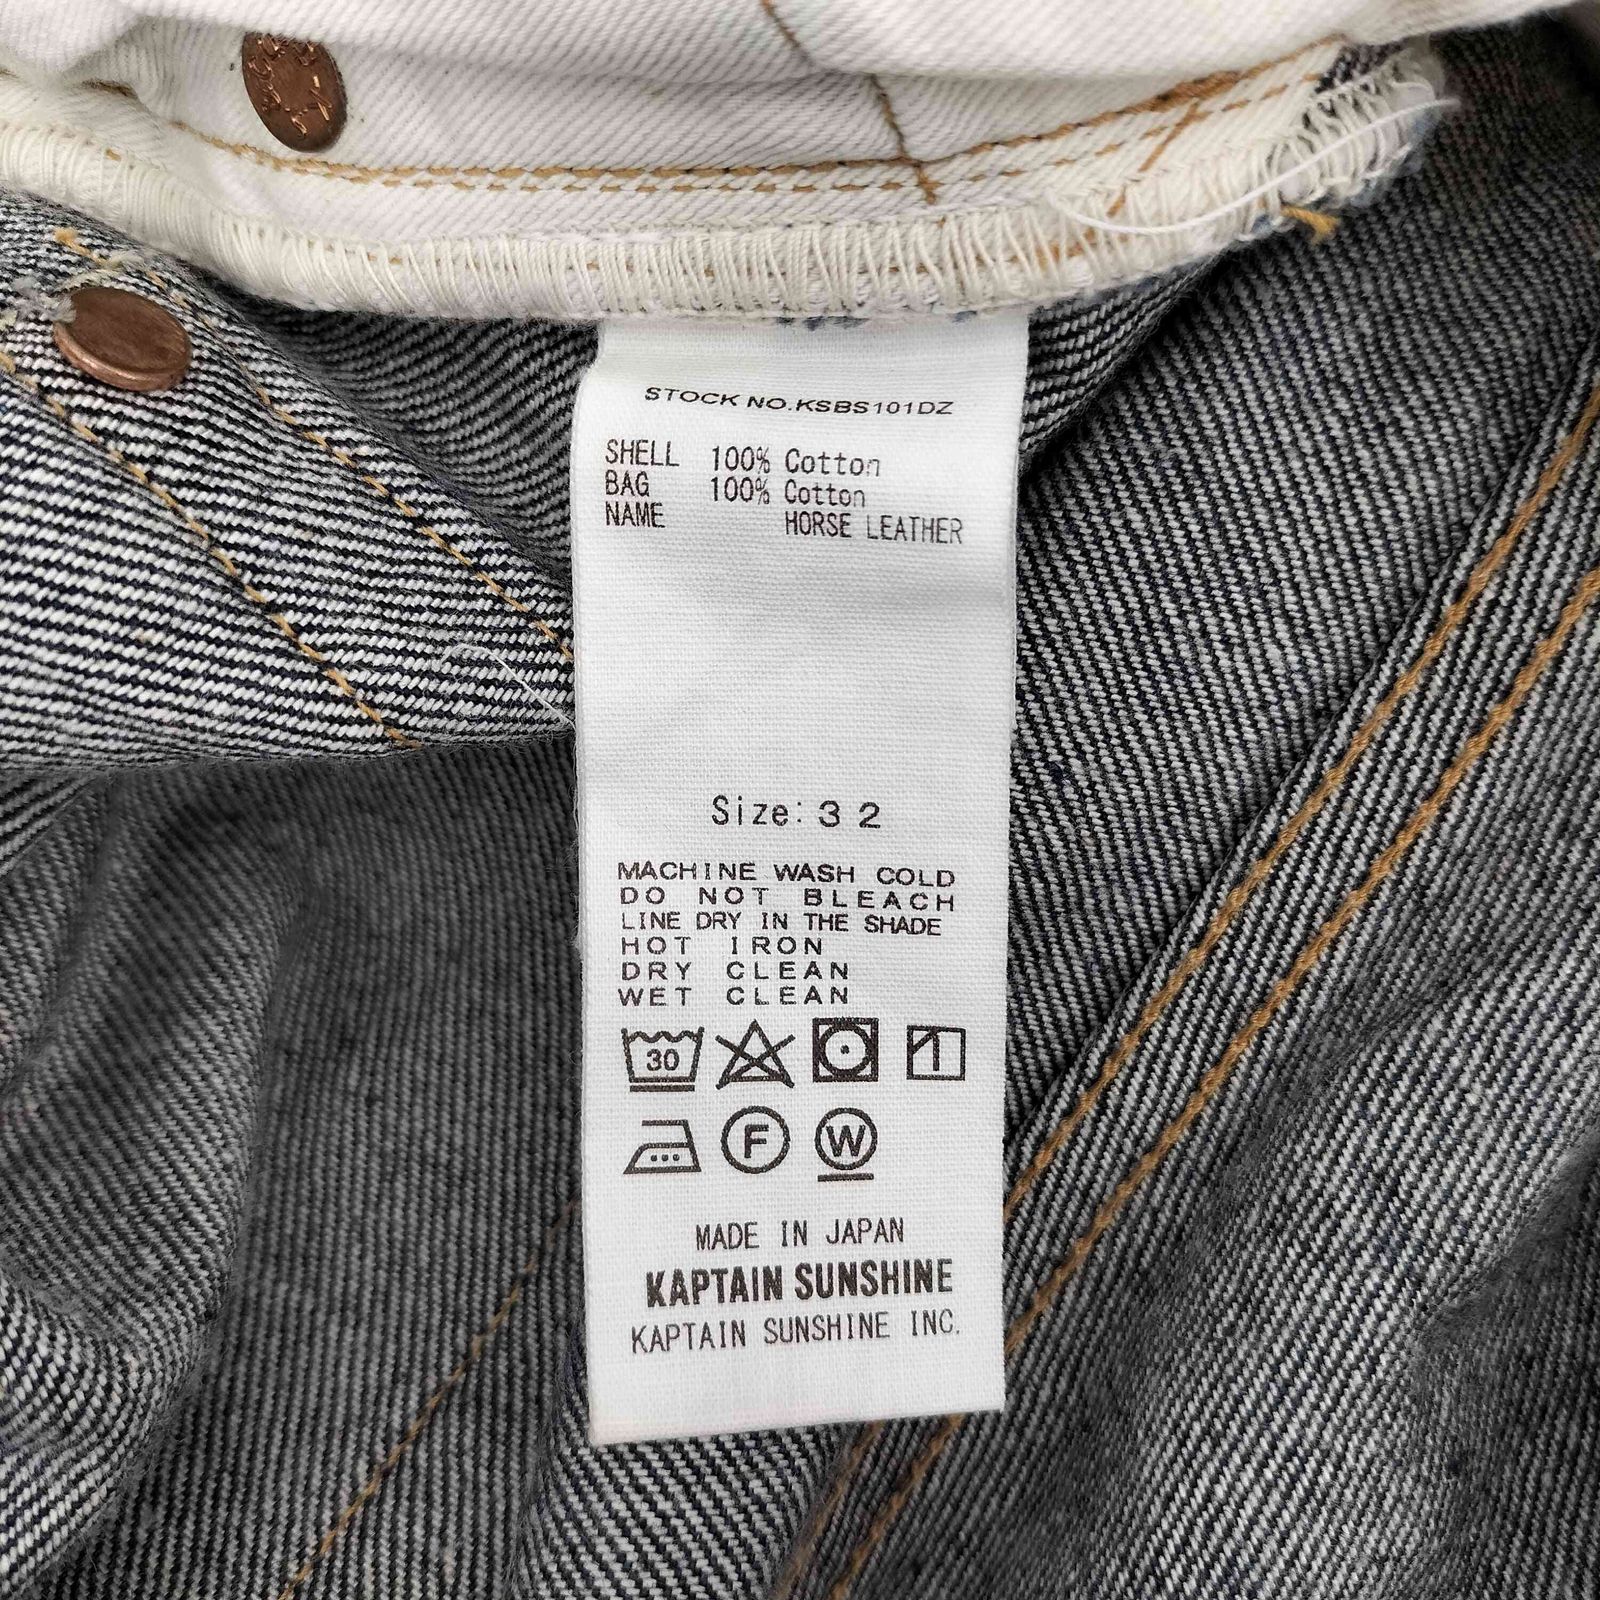 STOCK NO.KSBS101DZ
SHELL 100% Cotton
BAG 100% Cotton
NAME HORSE LEATHER
Size: 32
MACHINE WASH COLD
DO NOT BLEACH
LINE DRY IN THE SHADE
HOT IRON
DRY CLEAN
WET CLEAN
30
F W
MADE IN JAPAN
KAPTAIN SUNSHINE
KAPTAIN SUNSHINE INC.